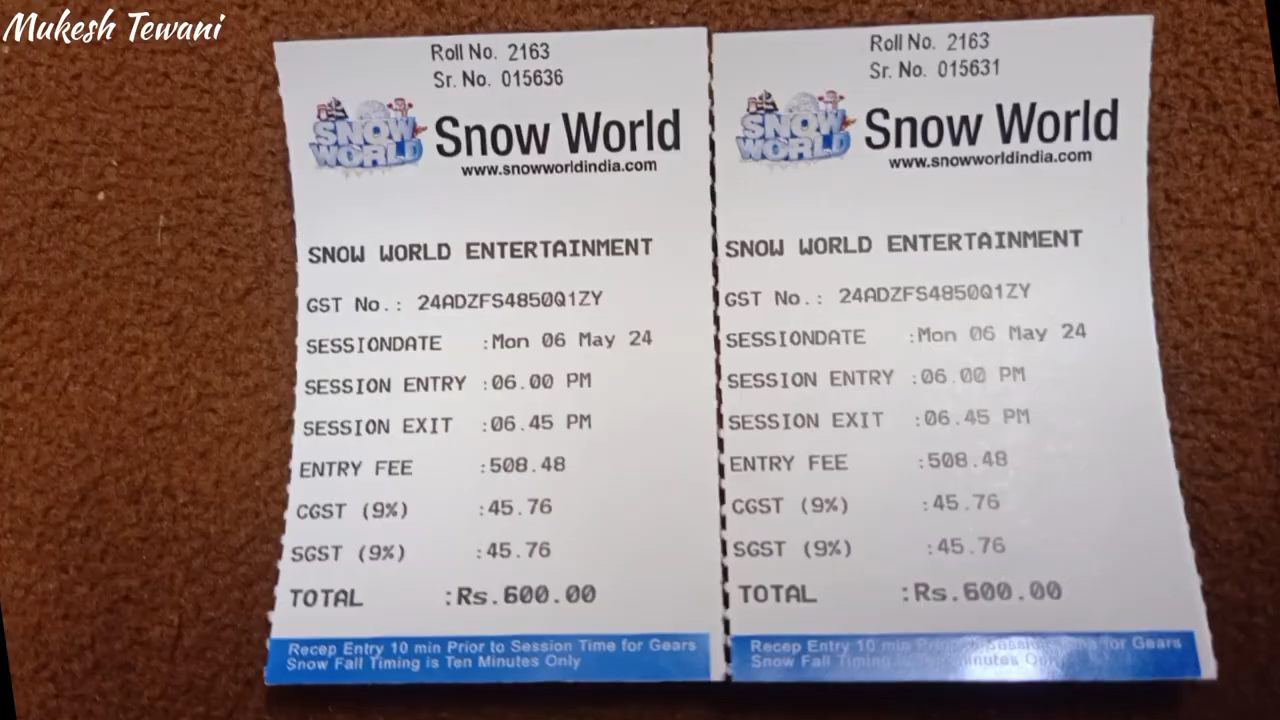 Mukesh Tewani
Roll No. 2163
Sr. No. 015636
SNOW WORLD
Snow World
www.snowworldindia.com
SNOW WORLD ENTERTAINMENT
GST No.: 24ADZFS4850Q1ZY
SESSIONDATE :Mon 06 May 24
SESSION ENTRY :06.00 PM
SESSION EXIT :06.45 PM
ENTRY FEE :508.48
CGST (9%) :45.76
SGST (9%) :45.76
TOTAL :Rs.600.00
Recep Entry 10 min Prior to Session Time for Gears
Snow Fall Timing is Ten Minutes Only
Roll No. 2163
Sr. No. 015631
SNOW WORLD
Snow World
www.snowworldindia.com
SNOW WORLD ENTERTAINMENT
GST No.: 24ADZFS4850Q1ZY
SESSIONDATE :Mon 06 May 24
SESSION ENTRY :06.00 PM
SESSION EXIT :06.45 PM
ENTRY FEE :508.48
CGST (9%) :45.76
SGST (9%) :45.76
TOTAL :Rs.600.00
Recep Entry 10 min Prior to Session Time for Gears
Snow Fall Timing is Ten Minutes Only